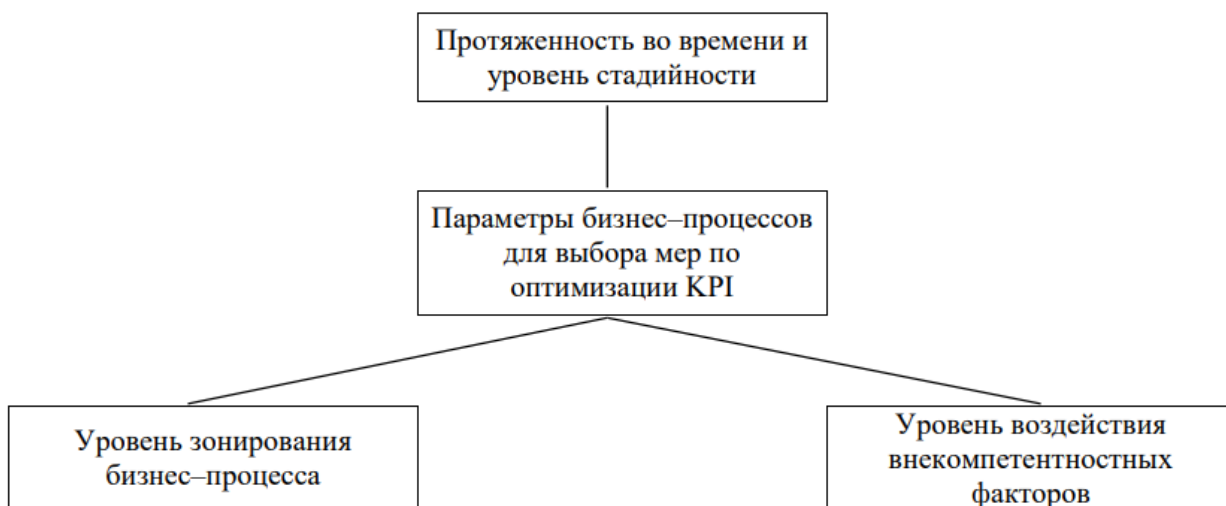 Протяженность во времени и
уровень стадийности
Параметры бизнес–процессов
для выбора мер по
оптимизации KPI
Уровень зонирования
бизнес–процесса
Уровень воздействия
внекомпетентностных
факторов